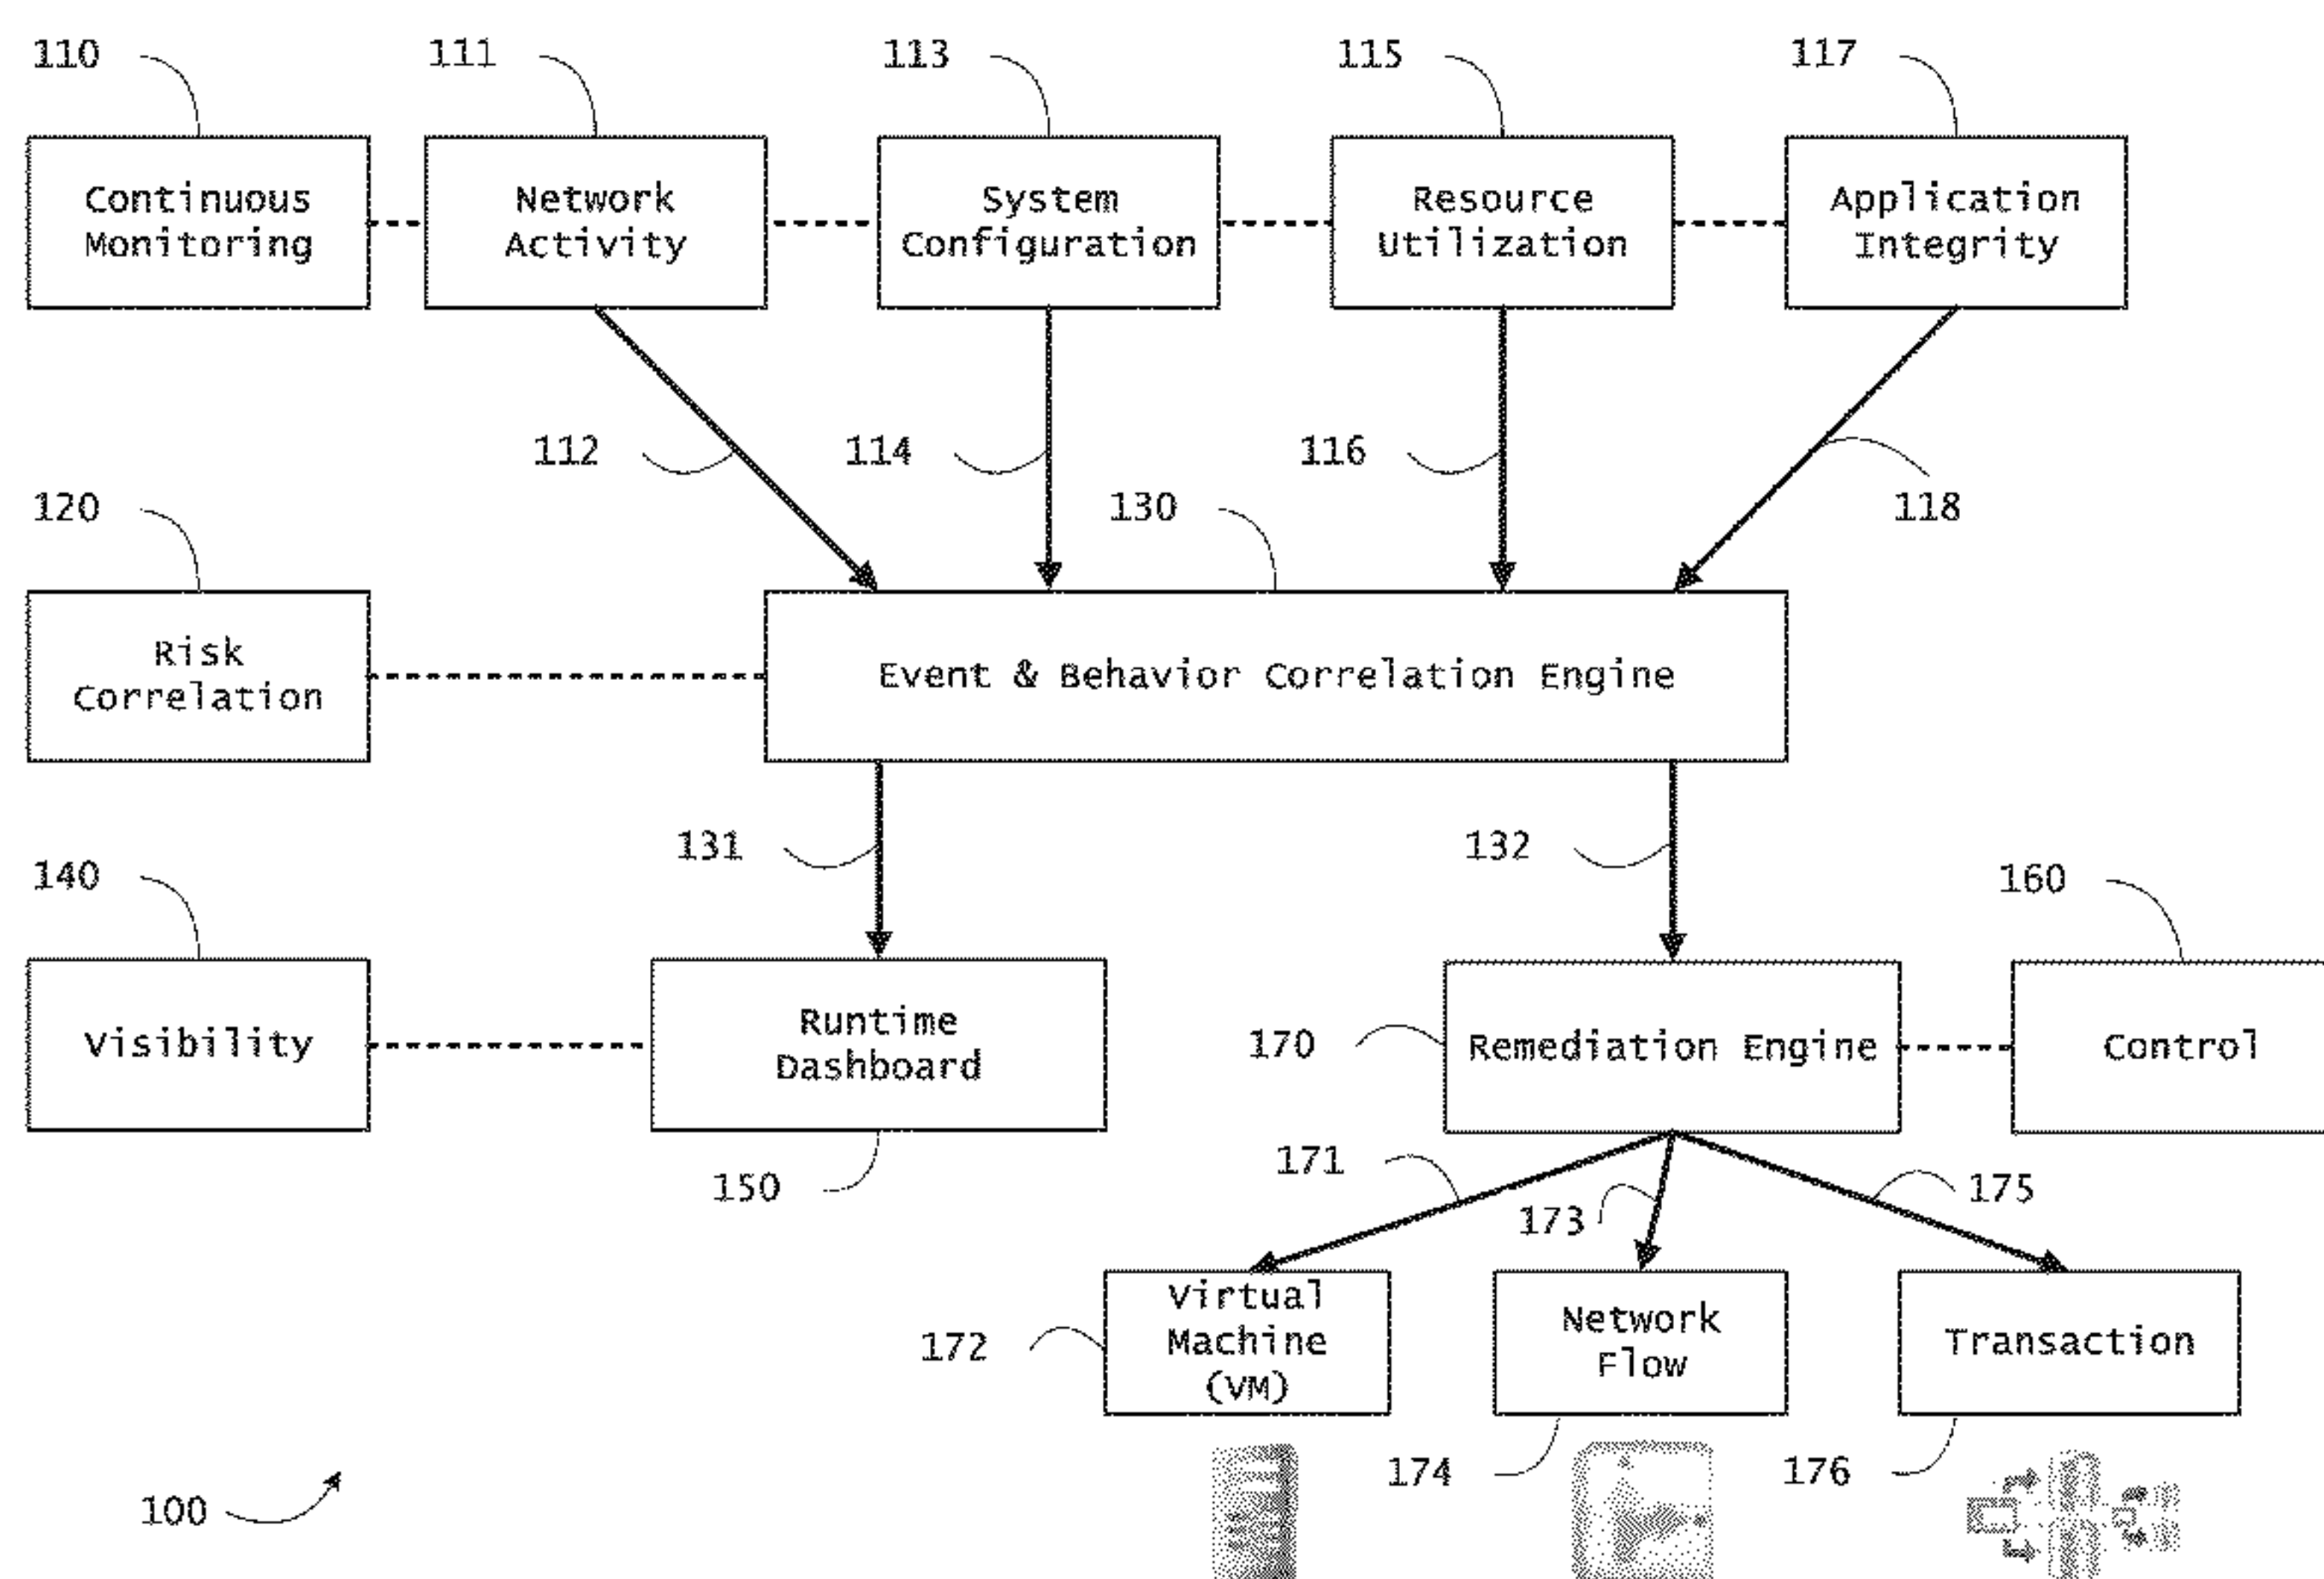 110
111
113
115
117
Continuous
Monitoring
Network
Activity
System
Configuration
Resource
Utilization
Application
Integrity
112
114
116
118
120
130
Risk
Correlation
Event & Behavior Correlation Engine
131
132
140
160
Visibility
Runtime
Dashboard
170
Remediation Engine
Control
150
171
173
175
172
Virtual
Machine
(VM)
Network
Flow
Transaction
174
176
100